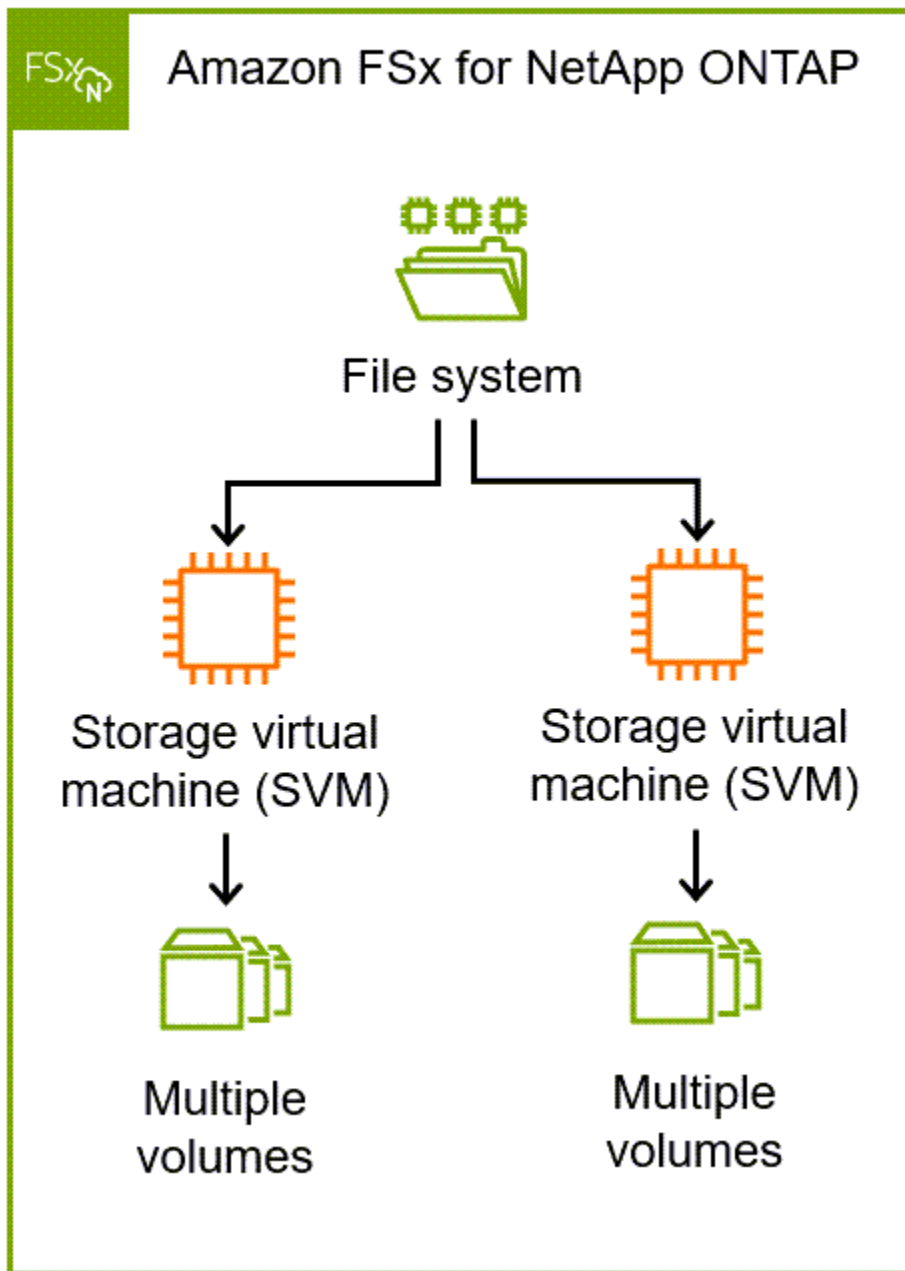 FSx
N
Amazon FSx for NetApp ONTAP
File system
Storage virtual
machine (SVM)
Storage virtual
machine (SVM)
Multiple
volumes
Multiple
volumes